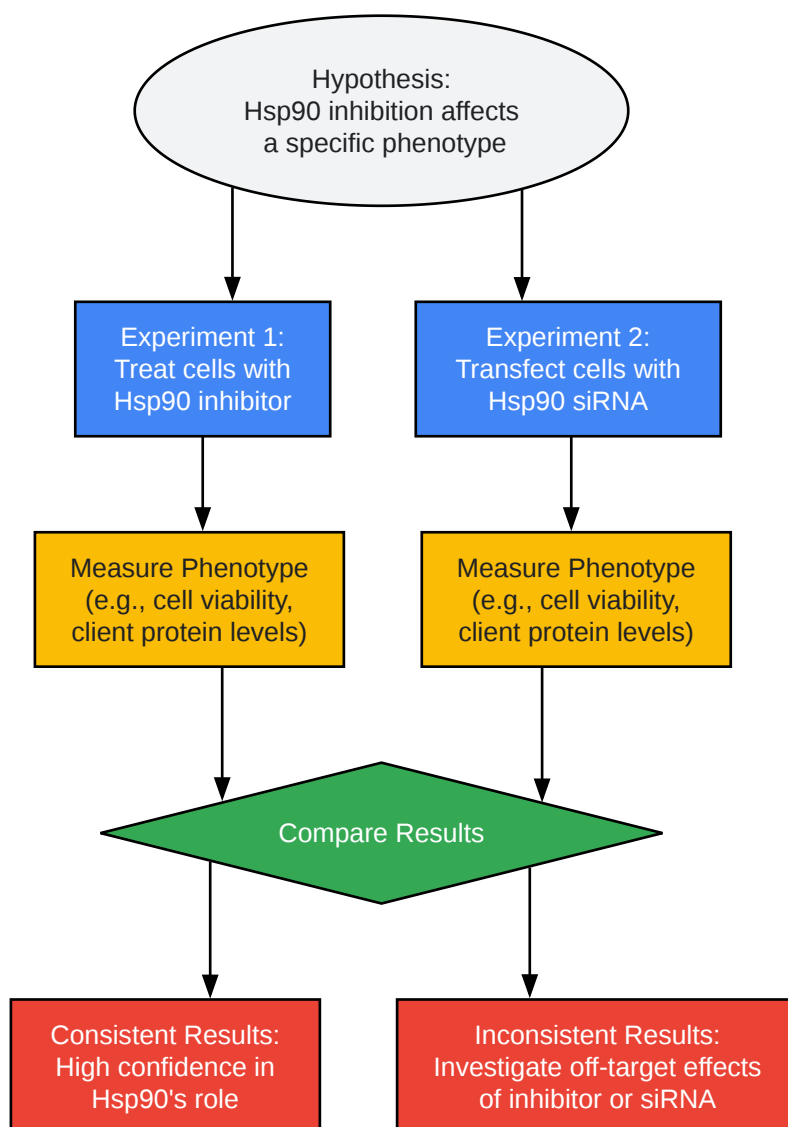 Hypothesis:
Hsp90 inhibition affects
a specific phenotype
Experiment 1:
Treat cells with
Hsp90 inhibitor
Experiment 2:
Transfect cells with
Hsp90 siRNA
Measure Phenotype
(e.g., cell viability,
client protein levels)
Measure Phenotype
(e.g., cell viability,
client protein levels)
Compare Results
Consistent Results:
High confidence in
Hsp90's role
Inconsistent Results:
Investigate off-target effects
of inhibitor or siRNA